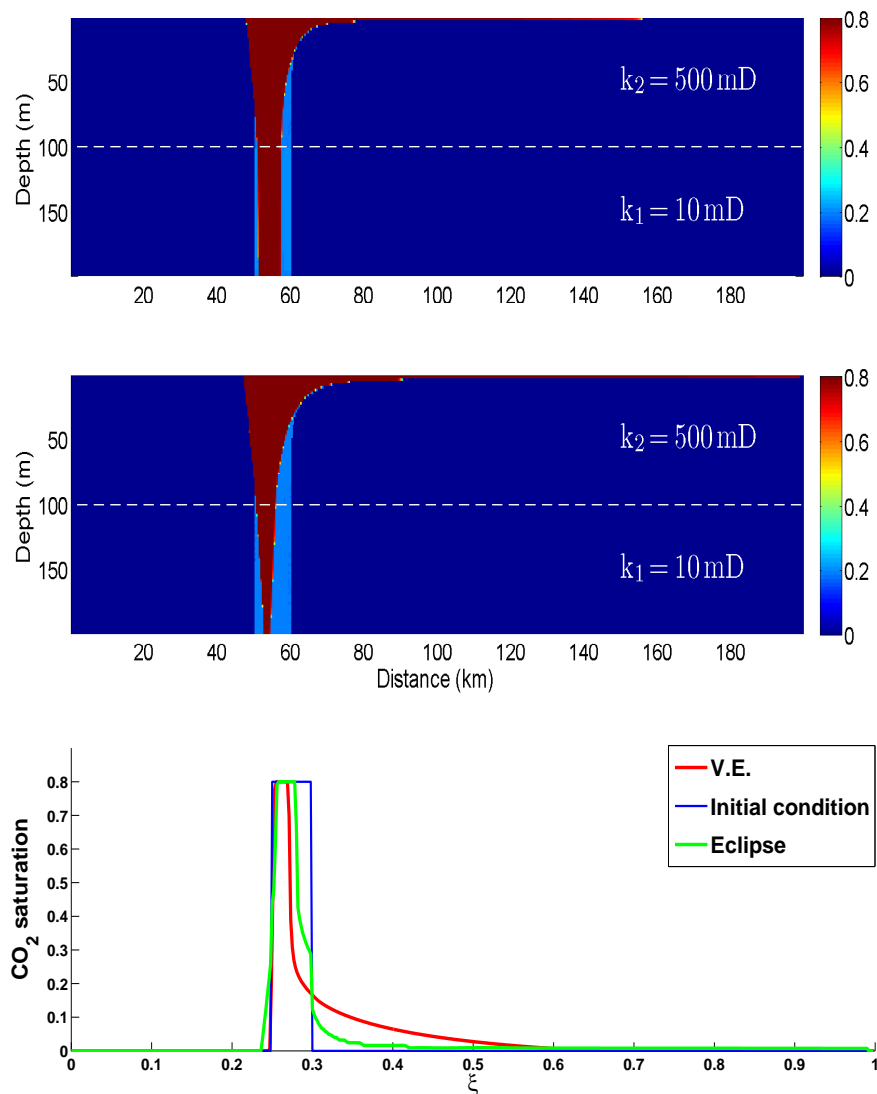 0.8
0.6
0.4
0.2
0
Depth (m)
50
100
150
k₂ = 500 mD
k₁ = 10 mD
20 40 60 80 100 120 140 160 180
0.8
0.6
0.4
0.2
0
Depth (m)
50
100
150
k₂ = 500 mD
k₁ = 10 mD
20 40 60 80 100 120 140 160 180
Distance (km)
V.E.
Initial condition
Eclipse
CO₂ saturation
0.8
0.7
0.6
0.5
0.4
0.3
0.2
0.1
0
0 0.1 0.2 0.3 0.4 0.5 0.6 0.7 0.8 0.9 1
ξ